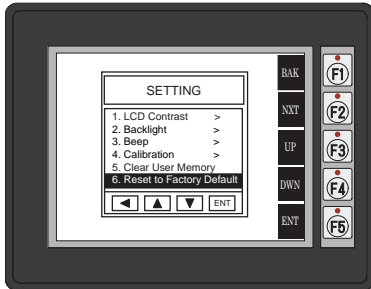 SETTING
1. LCD Contrast >
2. Backlight >
3. Beep >
4. Calibration >
5. Clear User Memory
6. Reset to Factory Default
ENT
BAK
NXT
UP
DWN
ENT
F1
F2
F3
F4
F5